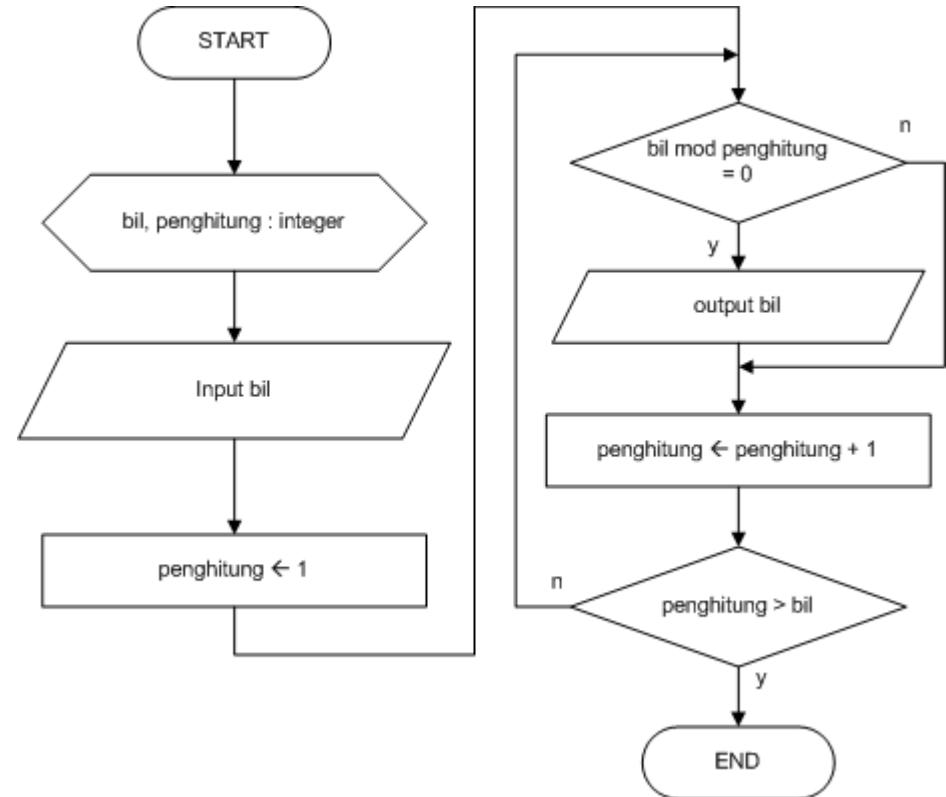 START
bil, penghitung : integer
Input bil
penghitung ← 1
bil mod penghitung
= 0
n
y
output bil
penghitung ← penghitung + 1
penghitung > bil
n
y
END